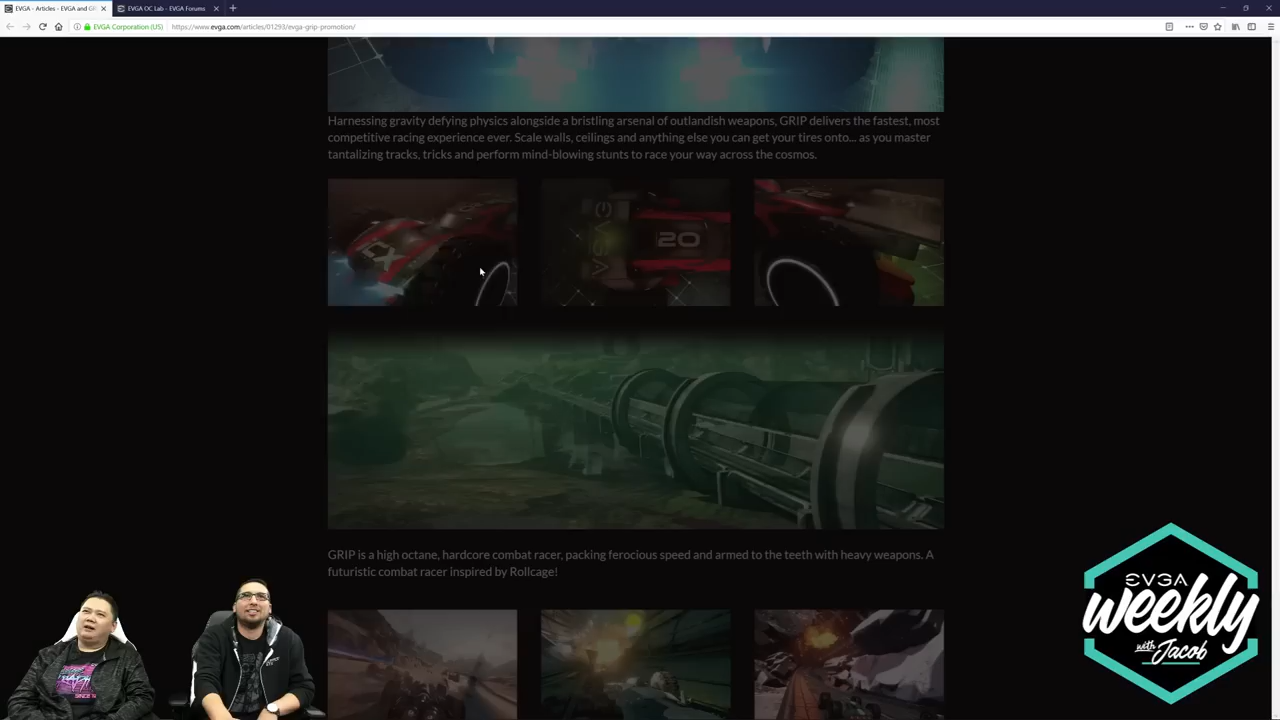 EVGA - Articles - EVGA and GR
EVGA OC Lab - EVGA Forums
EVGA Corporation (US)
https://www.evga.com/articles/01293/evga-grip-promotion/
Harnessing gravity defying physics alongside a bristling arsenal of outlandish weapons, GRIP delivers the fastest, most
competitive racing experience ever. Scale walls, ceilings and anything else you can get your tires onto... as you master
tantalizing tracks, tricks and perform mind-blowing stunts to race your way across the cosmos.
EVGA
20
GRIP is a high octane, hardcore combat racer, packing ferocious speed and armed to the teeth with heavy weapons. A
futuristic combat racer inspired by Rollcage!
EVGA
weekly
with Jacob